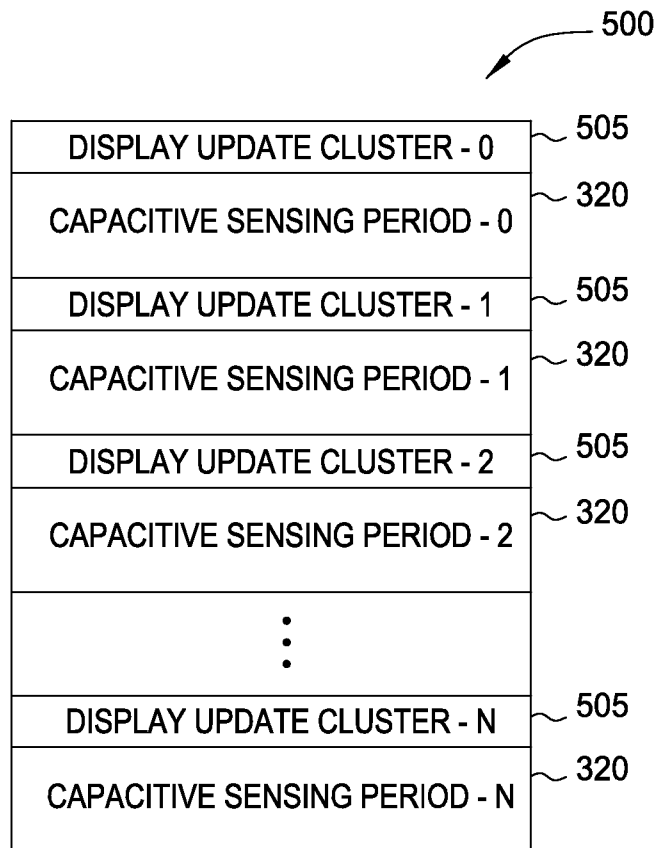 500
DISPLAY UPDATE CLUSTER - 0
505
CAPACITIVE SENSING PERIOD - 0
320
DISPLAY UPDATE CLUSTER - 1
505
CAPACITIVE SENSING PERIOD - 1
320
DISPLAY UPDATE CLUSTER - 2
505
CAPACITIVE SENSING PERIOD - 2
320
DISPLAY UPDATE CLUSTER - N
505
CAPACITIVE SENSING PERIOD - N
320